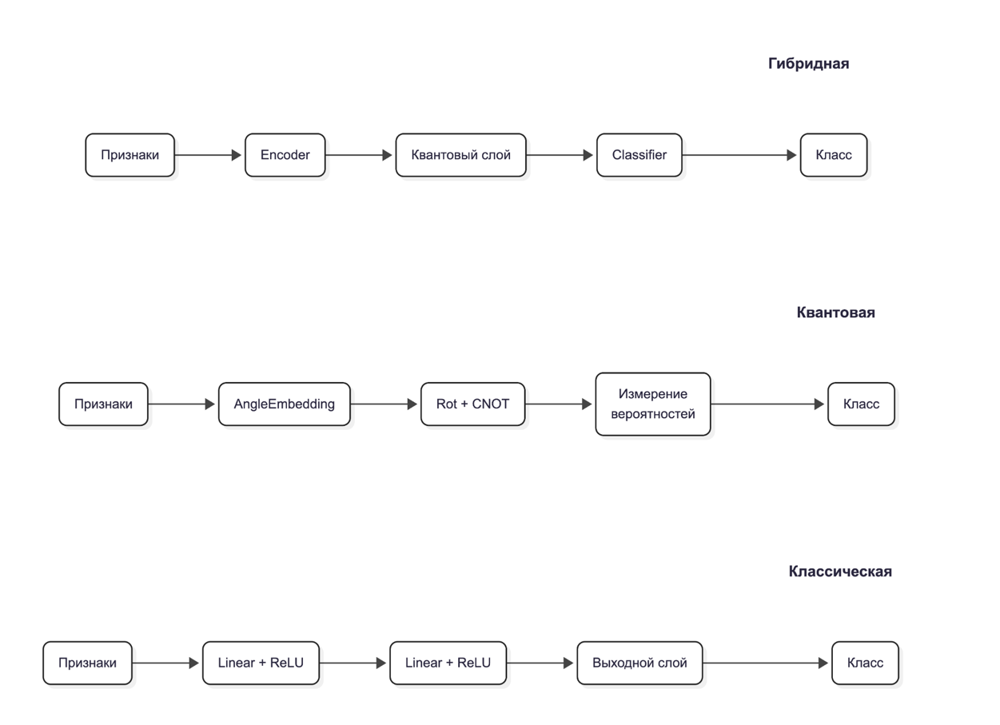 Гибридная
Признаки
Encoder
Квантовый слой
Classifier
Класс
Квантовая
Признаки
AngleEmbedding
Rot + CNOT
Измерение
вероятностей
Класс
Классическая
Признаки
Linear + ReLU
Linear + ReLU
Выходной слой
Класс